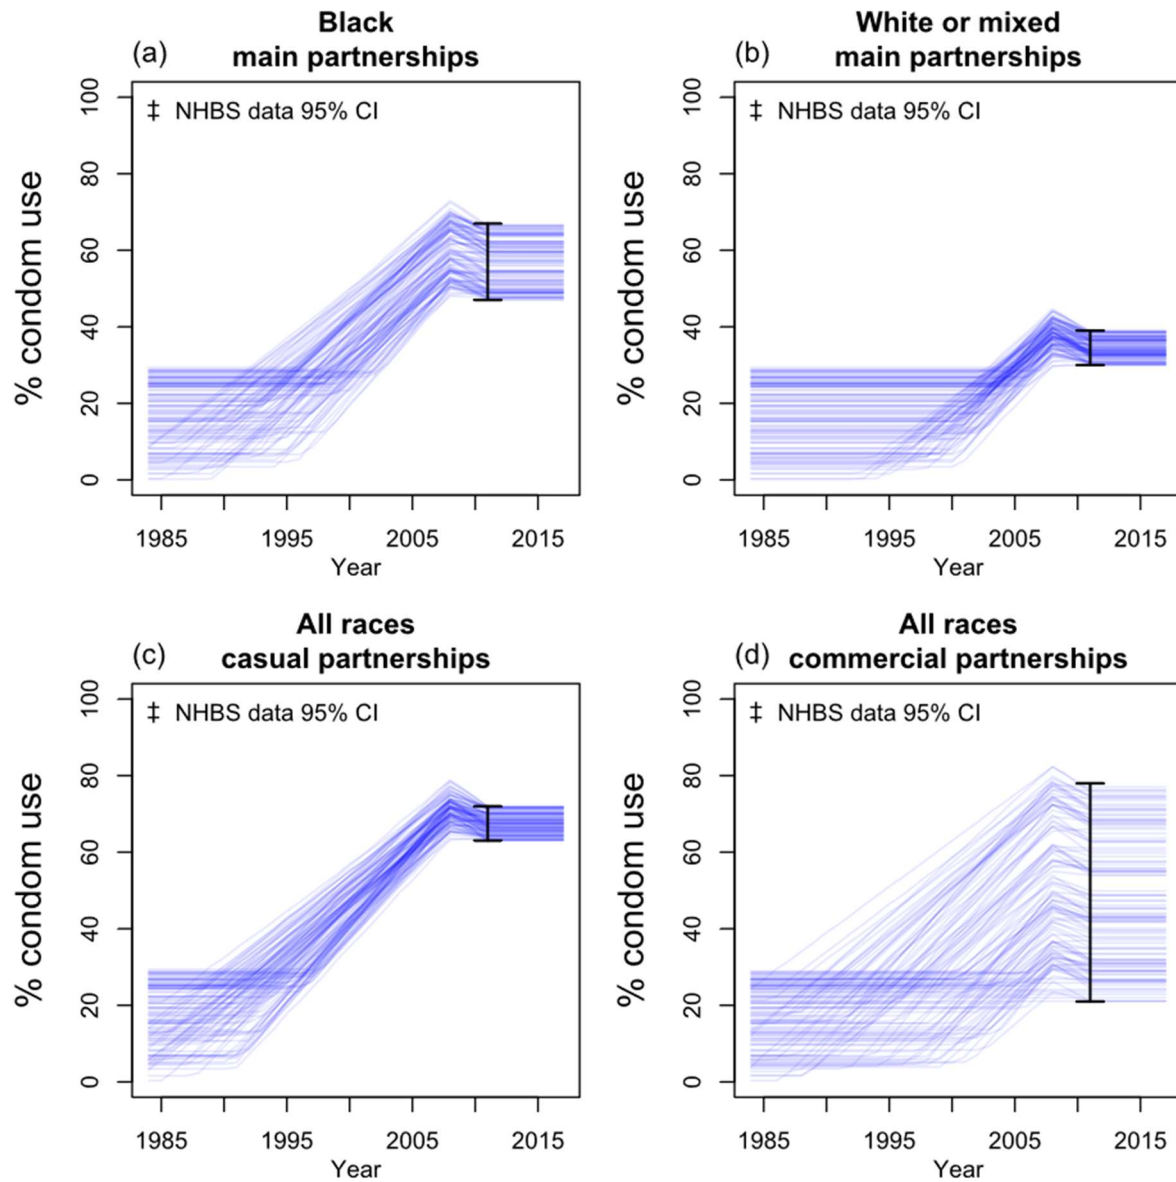 Black
(a) main partnerships
‡ NHBS data 95% CI
% condom use
100
80
60
40
20
0
1985 1995 2005 2015
Year
White or mixed
(b) main partnerships
‡ NHBS data 95% CI
% condom use
100
80
60
40
20
0
1985 1995 2005 2015
Year
All races
(c) casual partnerships
‡ NHBS data 95% CI
% condom use
100
80
60
40
20
0
1985 1995 2005 2015
Year
All races
(d) commercial partnerships
‡ NHBS data 95% CI
% condom use
100
80
60
40
20
0
1985 1995 2005 2015
Year